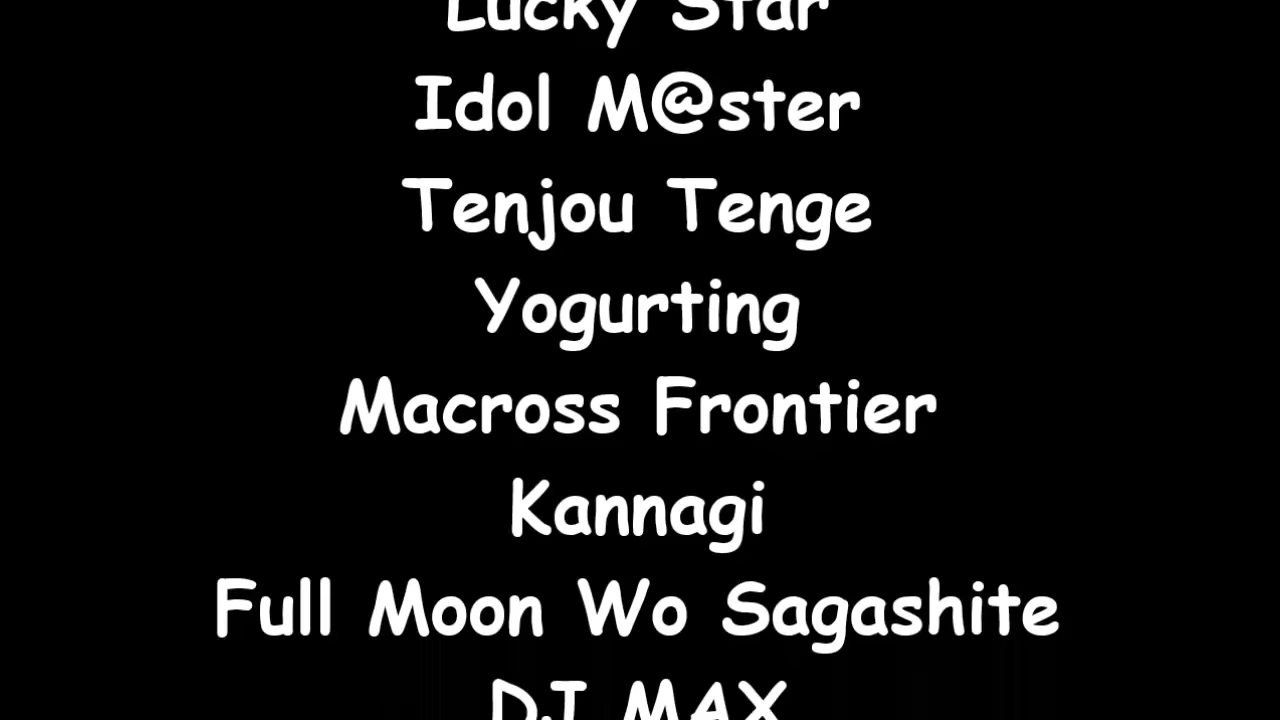 Lucky Star
Idol M@ster
Tenjou Tenge
Yogurting
Macross Frontier
Kannagi
Full Moon Wo Sagashite
DJ MAX